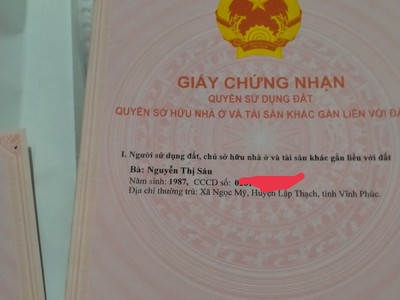 GIẤY CHỨNG NHẬN
QUYỀN SỬ DỤNG ĐẤT
QUYỀN SỞ HỮU NHÀ Ở VÀ TÀI SẢN KHÁC GẮN LIỀN VỚI
I. Người sử dụng đất, chủ sở hữu nhà ở và tài sản khác gắn liền với đất
Bà: Nguyễn Thị Sáu
Năm sinh: 1987, CCCD số:
Địa chỉ thường trú: Xã Ngọc Mỹ, Huyện Lập Thạch, tỉnh Vĩnh Phúc.